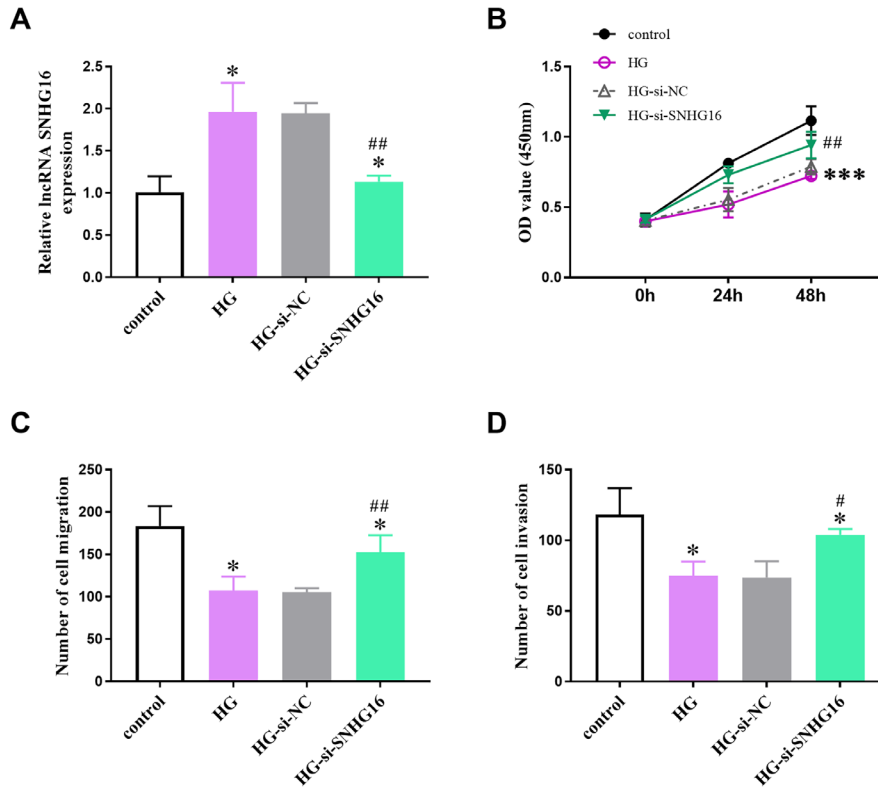 A
Relative lncRNA SNHG16
expression
2.5
2.0
1.5
1.0
0.5
0.0
*
##
*
control
HG
HG-si-NC
HG-si-SNHG16
B
control
HG
HG-si-NC
HG-si-SNHG16
OD value (450nm)
1.5
1.0
0.5
0.0
##
***
0h
24h
48h
C
Number of cell migration
250
200
150
100
50
0
*
##
*
control
HG
HG-si-NC
HG-si-SNHG16
D
Number of cell invasion
150
100
50
0
*
#
*
control
HG
HG-si-NC
HG-si-SNHG16